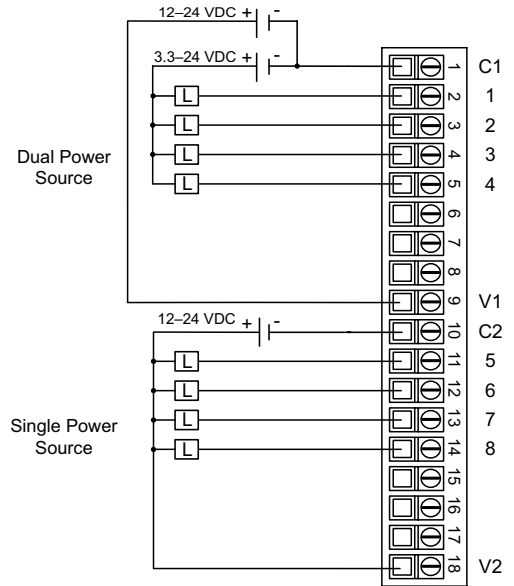 12–24 VDC + -
3.3–24 VDC + -
1 C1
L 2 1
L 3 2
L 4 3
Dual Power
Source
L 5 4
6
7
8
9 V1
12–24 VDC + -
10 C2
L 11 5
L 12 6
L 13 7
Single Power
Source
L 14 8
15
16
17
18 V2